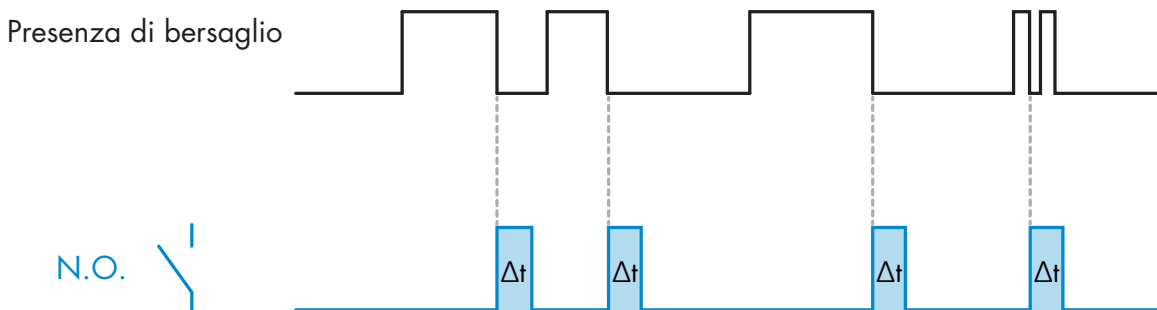 Presenza di bersaglio
N.O.
Δt Δt Δt Δt